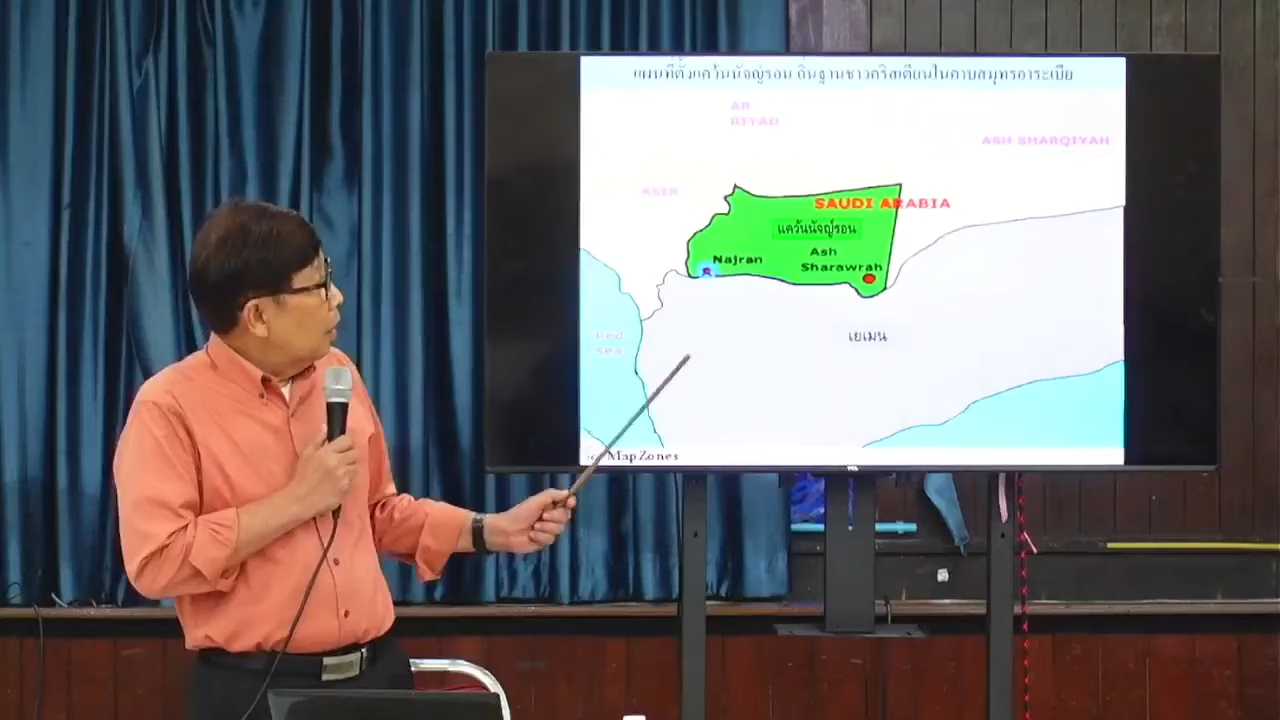 แผนที่ตั้งแคว้นนัจญ์รอน ถิ่นฐานชาวคริสเตียนในคาบสมุทรอาระเบีย
AR
RIYAD
ASH SHARQIYAH
ASIR
SAUDI ARABIA
แคว้นนัจญ์รอน
Najran
Ash
Sharawrah
Red
Sea
เยเมน
MapZones